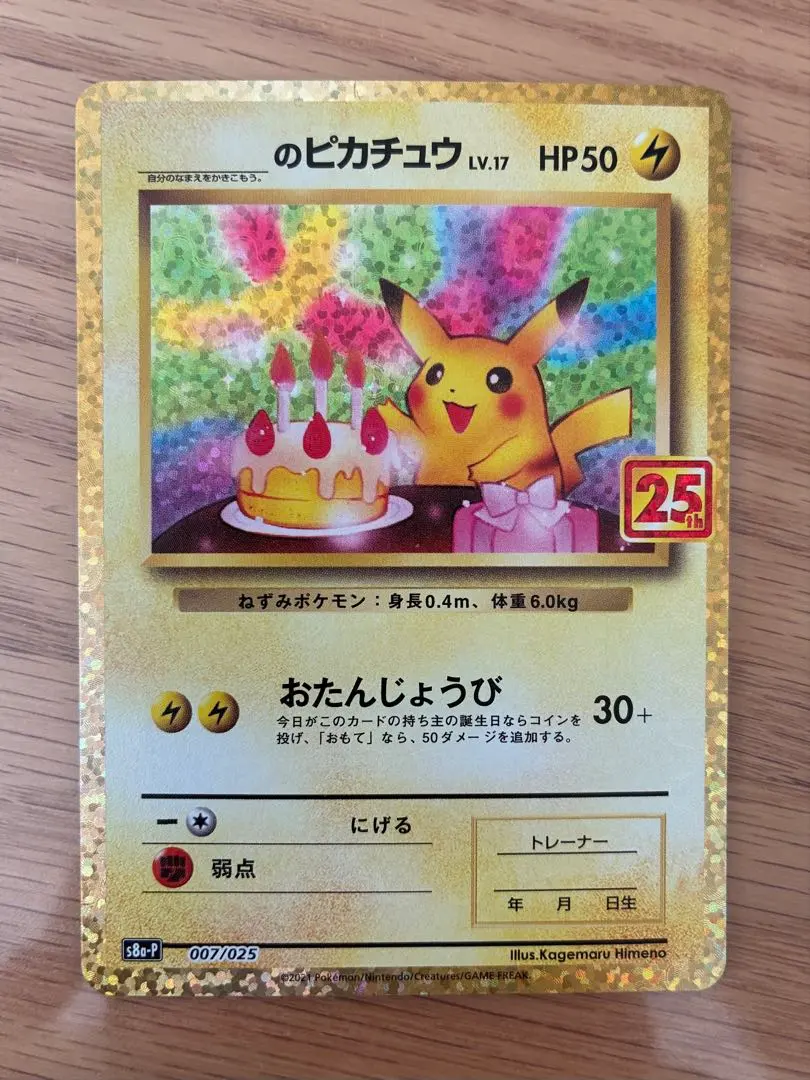 のピカチュウ LV.17 HP50
自分のなまえをかきこもう。
25th
ねずみポケモン：身長0.4m、体重6.0kg
おたんじょうび 30+
今日がこのカードの持ち主の誕生日ならコインを
投げ、「おもて」なら、50ダメージを追加する。
にげる
弱点
トレーナー
年 月 日生
s8a-P 007/025 Illus.Kagemaru Himeno
©2021 Pokémon/Nintendo/Creatures/GAME FREAK.